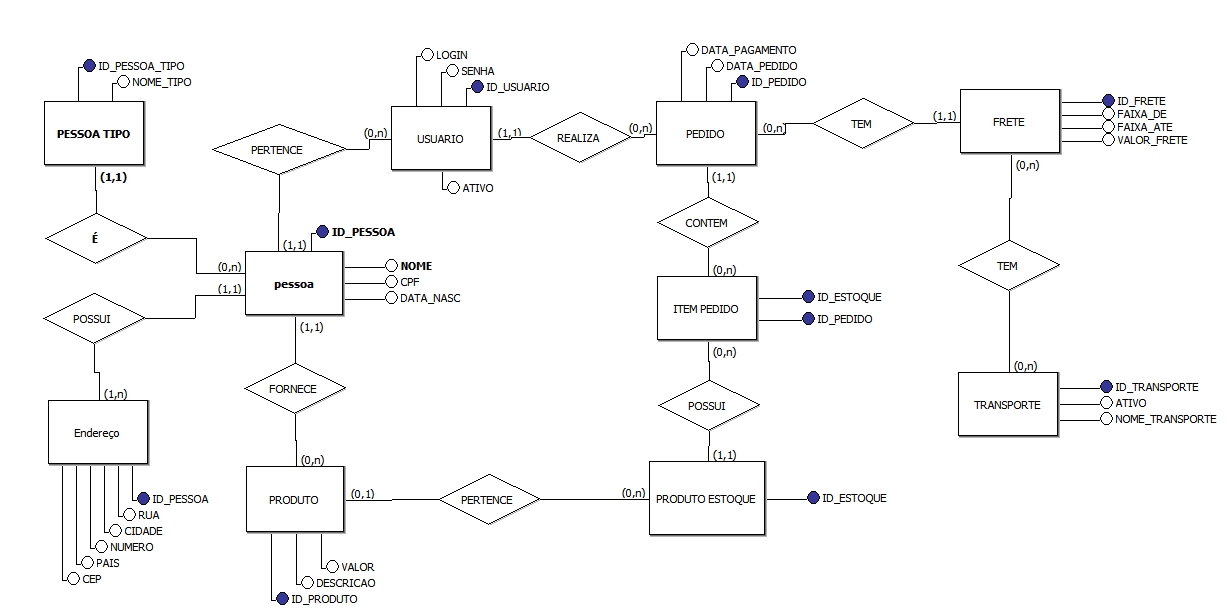 ID_PESSOA_TIPO
NOME_TIPO
PESSOA TIPO
(1,1)
É
(0,n)
(1,1)
POSSUI
(1,n)
Endereço
ID_PESSOA
RUA
CIDADE
NUMERO
PAIS
CEP
PERTENCE
(0,n)
(1,1)
ID_PESSOA
pessoa
NOME
CPF
DATA_NASC
(1,1)
FORNECE
(0,n)
PRODUTO
(0,1)
VALOR
DESCRICAO
ID_PRODUTO
LOGIN
SENHA
ID_USUARIO
USUARIO
ATIVO
(1,1)
REALIZA
(0,n)
DATA_PAGAMENTO
DATA_PEDIDO
ID_PEDIDO
PEDIDO
(0,n)
TEM
(1,1)
(1,1)
CONTEM
(0,n)
ITEM PEDIDO
ID_ESTOQUE
ID_PEDIDO
(0,n)
POSSUI
(1,1)
PERTENCE
(0,n)
PRODUTO ESTOQUE
ID_ESTOQUE
FRETE
ID_FRETE
FAIXA_DE
FAIXA_ATE
VALOR_FRETE
(0,n)
TEM
(0,n)
TRANSPORTE
ID_TRANSPORTE
ATIVO
NOME_TRANSPORTE